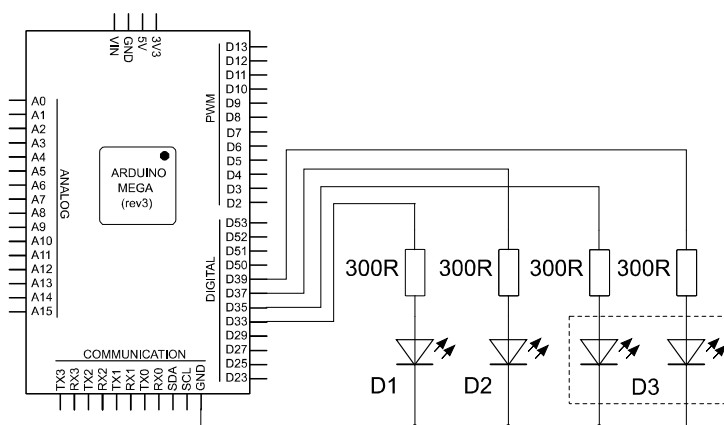 VIN
GND
5V
3V3
D13
D12
D11
D10
D9
D8
D7
D6
D5
D4
D3
D2
PWM
A0
A1
A2
A3
A4
A5
A6
A7
A8
A9
A10
A11
A12
A13
A14
A15
ANALOG
ARDUINO
MEGA
(rev3)
D53
D52
D51
D50
D39
D37
D35
D33
D29
D27
D25
D23
DIGITAL
COMMUNICATION
TX3
RX3
TX2
RX2
TX1
RX1
TX0
RX0
SDA
SCL
GND
300R
300R
300R
300R
D1
D2
D3